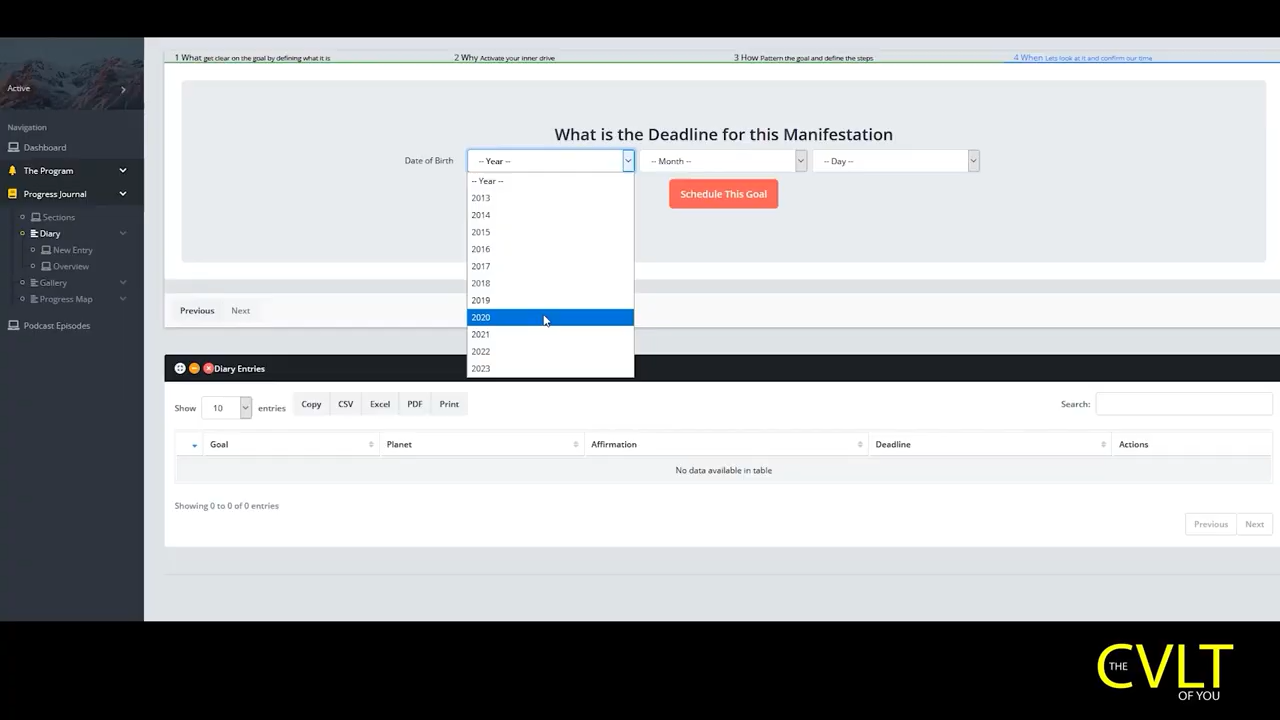 1 What get clear on the goal by defining what it is
2 Why Activate your inner drive
3 How Pattern the goal and define the steps
4 When Lets look at it and confirm our time
Active
Navigation
Dashboard
The Program
Progress Journal
Sections
Diary
New Entry
Overview
Gallery
Progress Map
Podcast Episodes
What is the Deadline for this Manifestation
Date of Birth
-- Year --
-- Month --
-- Day --
-- Year --
2013
2014
2015
2016
2017
2018
2019
2020
2021
2022
2023
Schedule This Goal
Previous Next
Diary Entries
Show 10 entries Copy CSV Excel PDF Print
Search:
Goal Planet Affirmation Deadline Actions
No data available in table
Showing 0 to 0 of 0 entries
Previous Next
THE CVLT
OF YOU